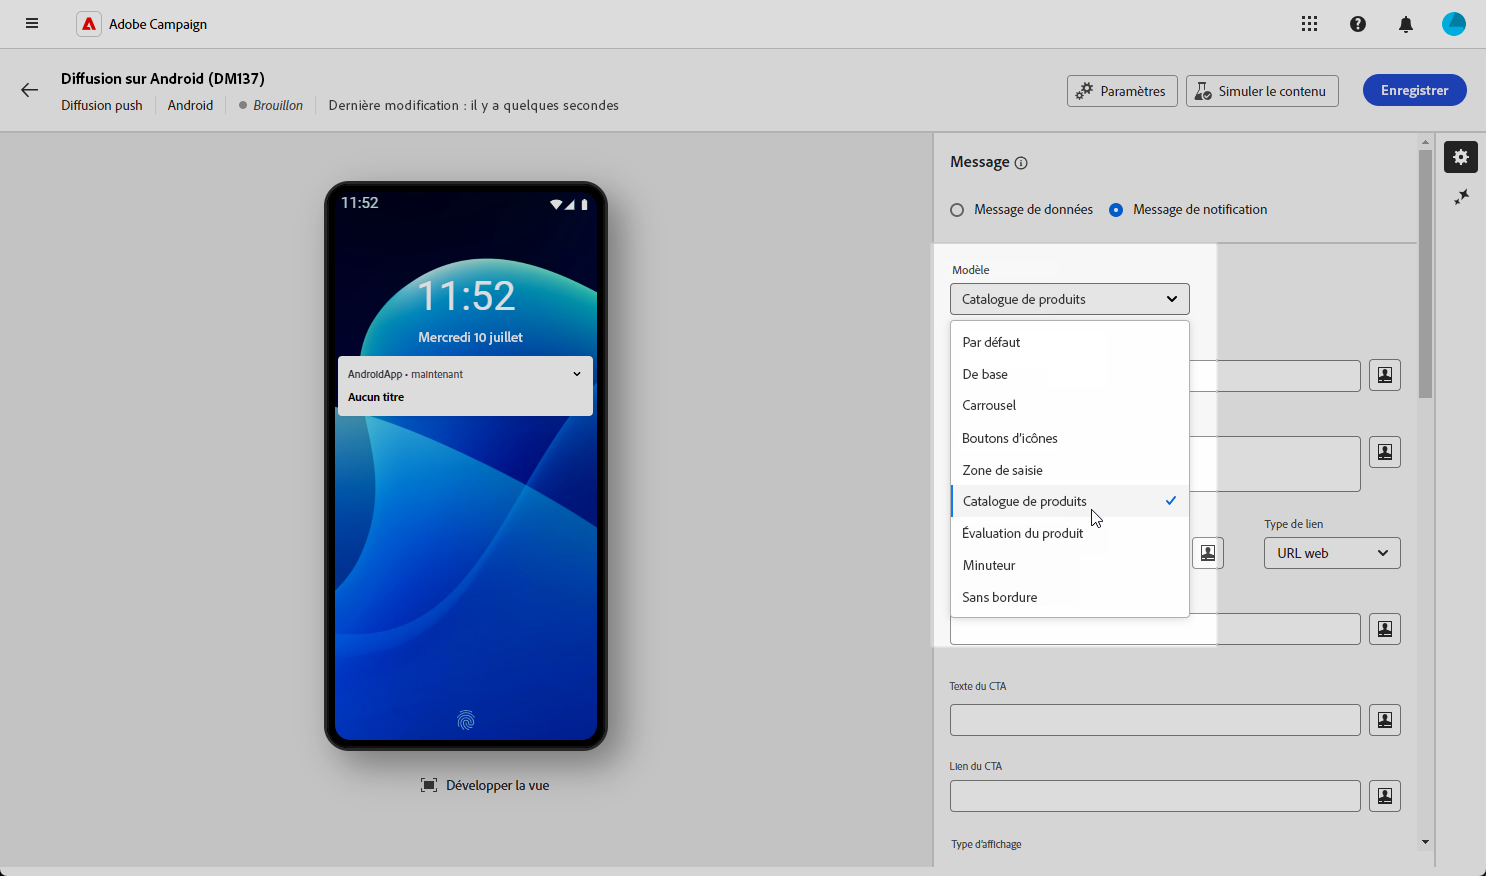 Adobe Campaign
Diffusion sur Android (DM137)
Diffusion push Android Brouillon Dernière modification : il y a quelques secondes
Paramètres
Simuler le contenu
Enregistrer
11:52
11:52
Mercredi 10 juillet
AndroidApp • maintenant
Aucun titre
Développer la vue
Message
Message de données
Message de notification
Modèle
Catalogue de produits
Par défaut
De base
Carrousel
Boutons d'icônes
Zone de saisie
Catalogue de produits
Évaluation du produit
Minuteur
Sans bordure
Type de lien
URL web
Texte du CTA
Lien du CTA
Type d'affichage